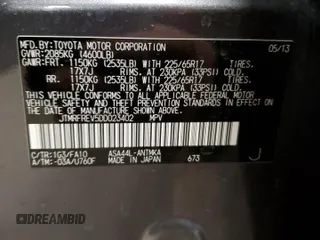 MFD.BY: TOYOTA MOTOR CORPORATION 05/13
GVWR: 2085KG (4600LB)
GAWR: FRT. 1150KG (2535LB) WITH 225/65R17 TIRES,
17X7J RIMS, AT 230KPA (33PSI) COLD
RR. 1150KG (2535LB) WITH 225/65R17 TIRES,
17X7J RIMS, AT 230KPA (33PSI) COLD
THIS VEHICLE CONFORMS TO ALL APPLICABLE
FEDERAL MOTOR VEHICLE SAFETY AND
STANDARDS IN EFFECT ON THE DATE OF
MANUFACTURE SHOWN ABOVE.
JTMRFREV5DD023402 MPV
C/TR: 1G3/FA10 ASA44L-ANTMKA
A/TM: -03A/U760F MADE IN JAPAN 673
J
DREAMBID
dreambid.com